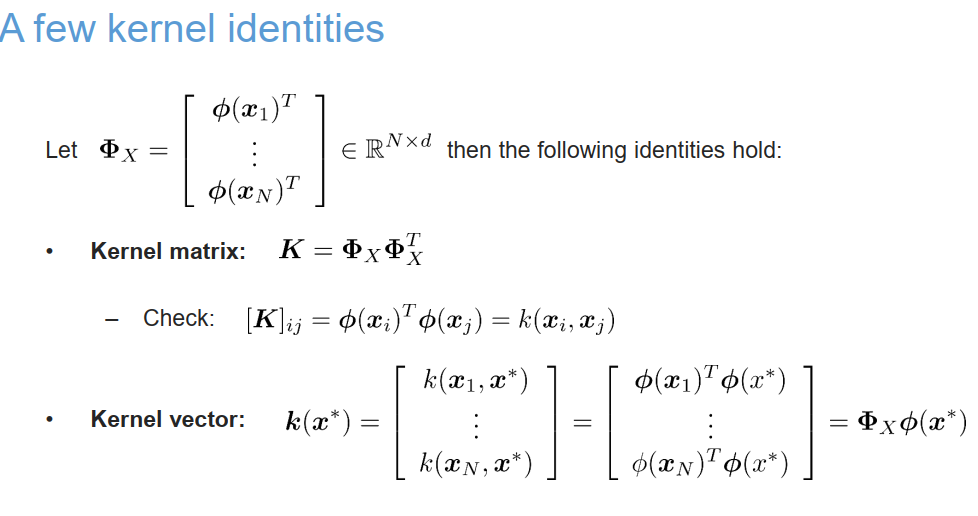 A few kernel identities
Let $\boldsymbol{\Phi}_X = \begin{bmatrix} \boldsymbol{\phi}(\boldsymbol{x}_1)^T \\ \vdots \\ \boldsymbol{\phi}(\boldsymbol{x}_N)^T \end{bmatrix} \in \mathbb{R}^{N \times d}$ then the following identities hold:
• Kernel matrix: $\boldsymbol{K} = \boldsymbol{\Phi}_X \boldsymbol{\Phi}_X^T$
– Check: $[\boldsymbol{K}]_{ij} = \boldsymbol{\phi}(\boldsymbol{x}_i)^T \boldsymbol{\phi}(\boldsymbol{x}_j) = k(\boldsymbol{x}_i, \boldsymbol{x}_j)$
• Kernel vector: $\boldsymbol{k}(\boldsymbol{x}^*) = \begin{bmatrix} k(\boldsymbol{x}_1, \boldsymbol{x}^*) \\ \vdots \\ k(\boldsymbol{x}_N, \boldsymbol{x}^*) \end{bmatrix} = \begin{bmatrix} \boldsymbol{\phi}(\boldsymbol{x}_1)^T \boldsymbol{\phi}(x^*) \\ \vdots \\ \phi(\boldsymbol{x}_N)^T \boldsymbol{\phi}(x^*) \end{bmatrix} = \boldsymbol{\Phi}_X \boldsymbol{\phi}(\boldsymbol{x}^*)$